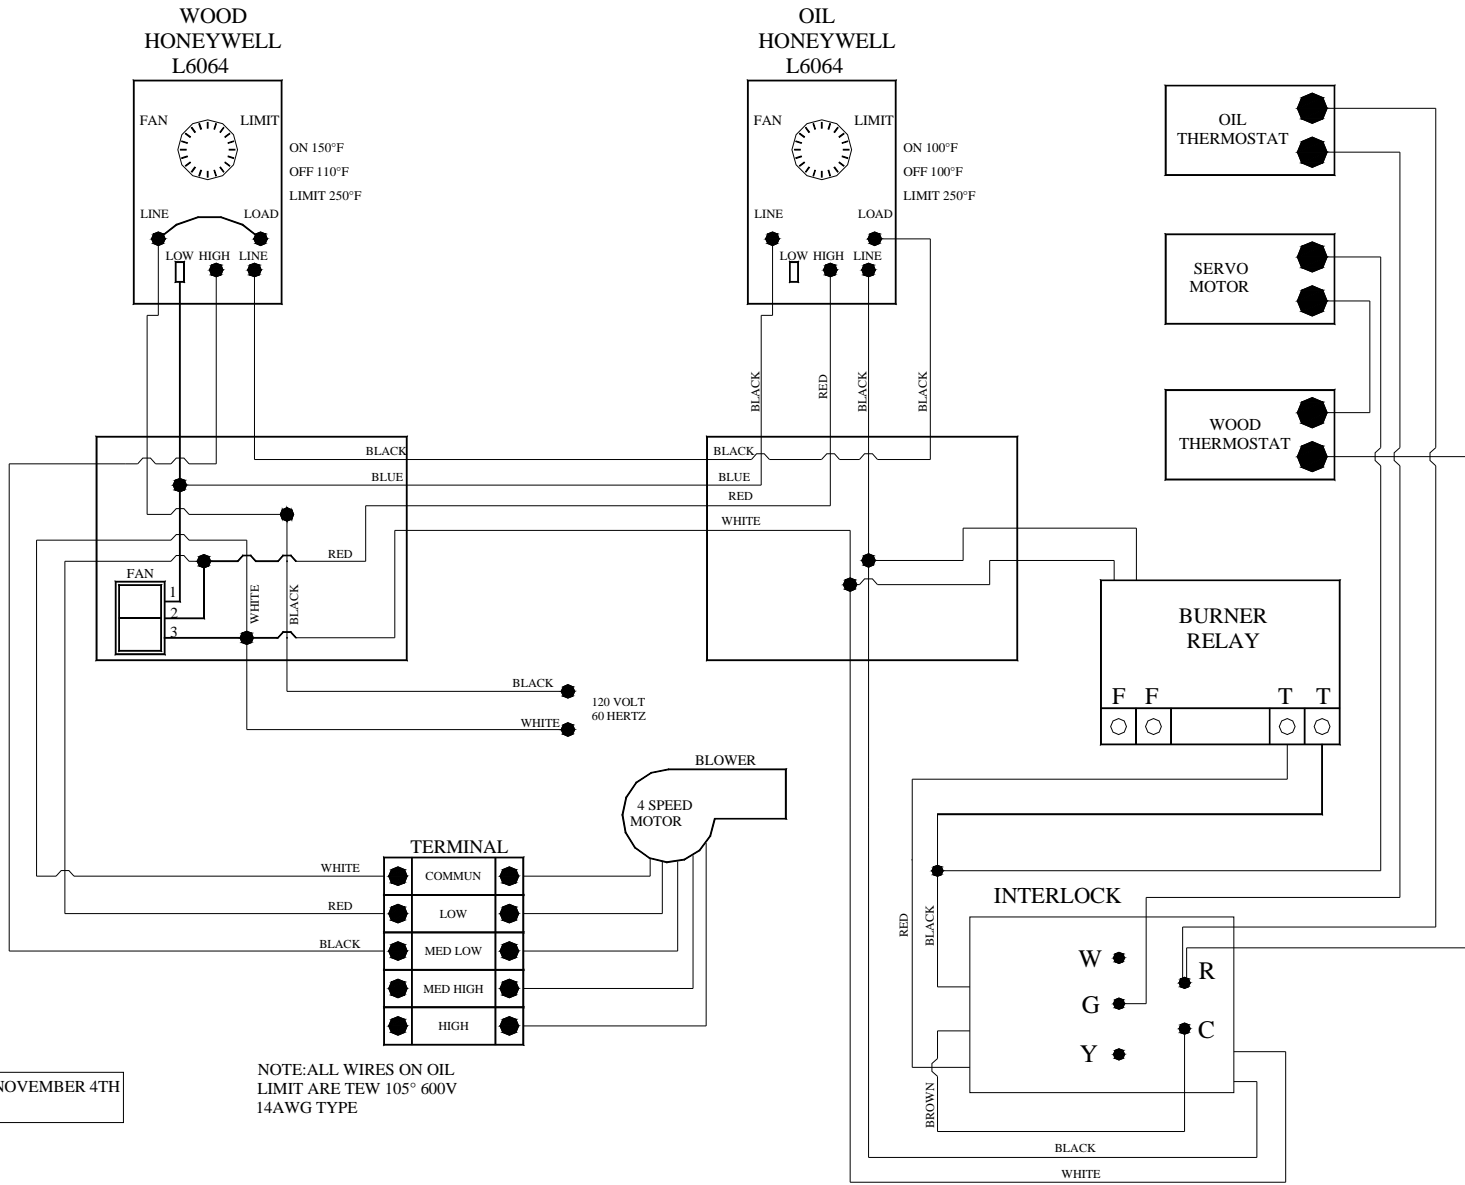 WOOD
HONEYWELL
L6064
FAN
LIMIT
ON 150°F
OFF 110°F
LIMIT 250°F
LINE
LOAD
LOW
HIGH
LINE
OIL
HONEYWELL
L6064
FAN
LIMIT
ON 100°F
OFF 100°F
LIMIT 250°F
LINE
LOAD
LOW
HIGH
LINE
OIL
THERMOSTAT
SERVO
MOTOR
WOOD
THERMOSTAT
BLACK
RED
BLACK
BLACK
BLACK
BLUE
BLACK
BLUE
RED
WHITE
RED
FAN
1
2
3
WHITE
BLACK
BLACK
WHITE
120 VOLT
60 HERTZ
BURNER
RELAY
F
F
T
T
BLOWER
4 SPEED
MOTOR
TERMINAL
WHITE
COMMUN
RED
LOW
BLACK
MED LOW
MED HIGH
HIGH
INTERLOCK
RED
BLACK
W
R
G
C
Y
BROWN
BLACK
WHITE
NOVEMBER 4TH
NOTE:ALL WIRES ON OIL
LIMIT ARE TEW 105° 600V
14AWG TYPE